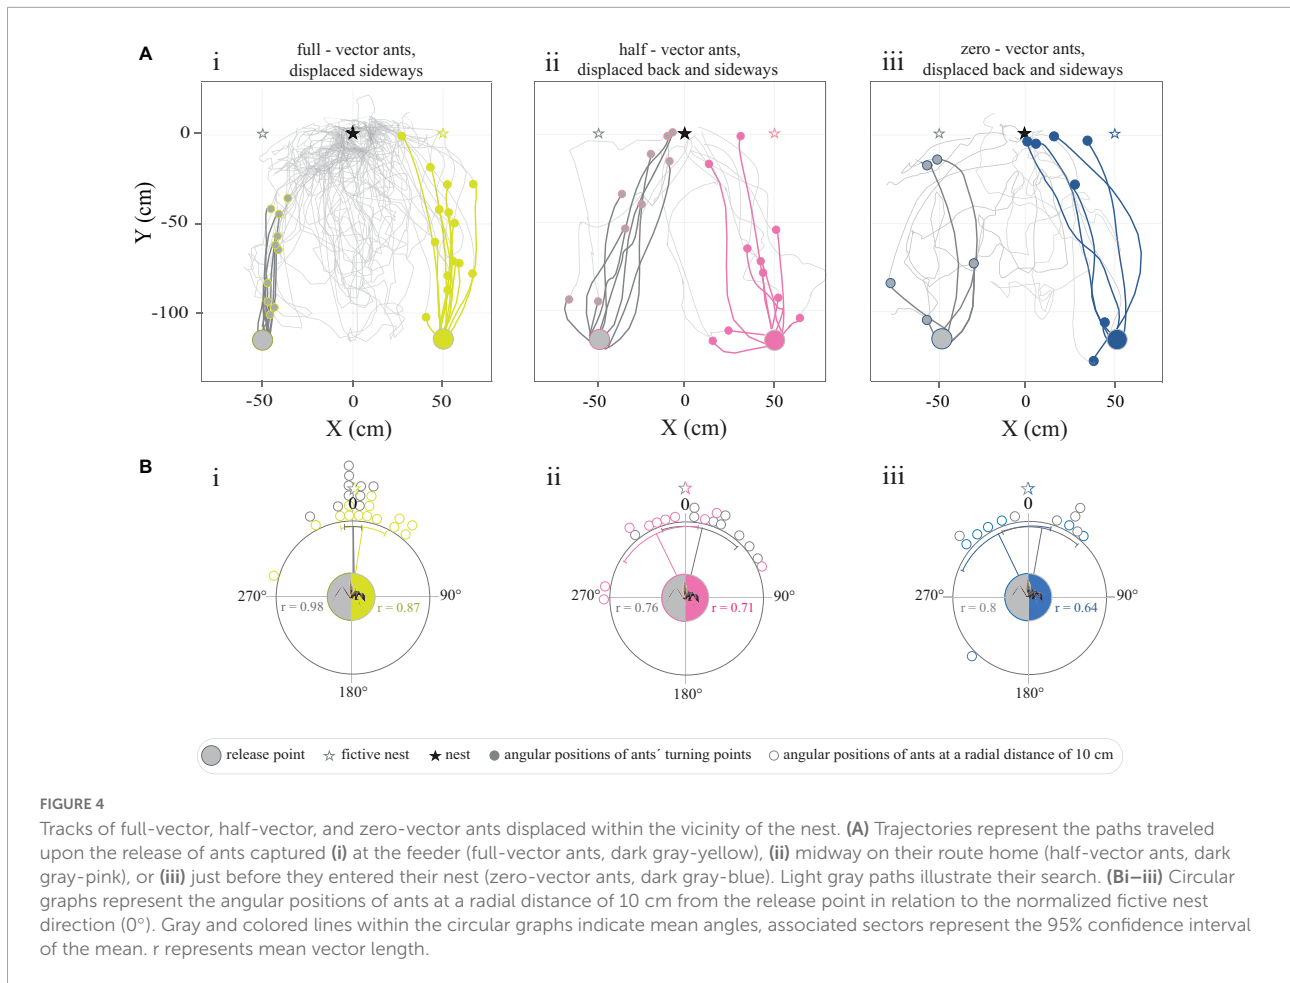 A
i
full - vector ants,
displaced sideways
ii
half - vector ants,
displaced back and sideways
iii
zero - vector ants,
displaced back and sideways
Y (cm)
0
-50
-100
-50
0
50
X (cm)
-50
0
50
X (cm)
-50
0
50
X (cm)
B
i
0
270°
90°
r = 0.98
r = 0.87
180°
ii
0
270°
90°
r = 0.76
r = 0.71
180°
iii
0
270°
90°
r = 0.8
r = 0.64
180°
release point
fictive nest
nest
angular positions of ants´ turning points
angular positions of ants at a radial distance of 10 cm
FIGURE 4
Tracks of full-vector, half-vector, and zero-vector ants displaced within the vicinity of the nest. (A) Trajectories represent the paths traveled
upon the release of ants captured (i) at the feeder (full-vector ants, dark gray-yellow), (ii) midway on their route home (half-vector ants, dark
gray-pink), or (iii) just before they entered their nest (zero-vector ants, dark gray-blue). Light gray paths illustrate their search. (Bi–iii) Circular
graphs represent the angular positions of ants at a radial distance of 10 cm from the release point in relation to the normalized fictive nest
direction (0°). Gray and colored lines within the circular graphs indicate mean angles, associated sectors represent the 95% confidence interval
of the mean. r represents mean vector length.